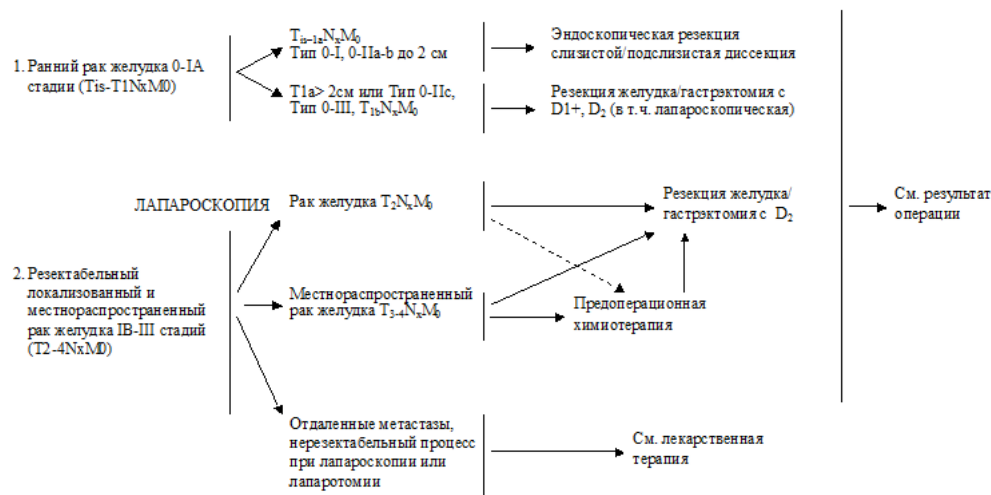 1. Ранний рак желудка 0-IA
стадии (Tis-T1NxM0)
Tis-1aNxM0
Тип 0-I, 0-IIa-b до 2 см
Эндоскопическая резекция
слизистой/подслизистая диссекция
T1a> 2см или Тип 0-IIc,
Тип 0-III, T1bNxM0
Резекция желудка/гастрэктомия с
D1+, D2 (в т.ч. лапароскопическая)
ЛАПАРОСКОПИЯ
Рак желудка T2NxM0
Резекция желудка/
гастрэктомия с D2
См. результат
операции
2. Резектабельный
локализованный и
местнораспространенный
рак желудка IB-III стадий
(T2-4NxM0)
Местнораспространенный
рак желудка T3-4NxM0
Предоперационная
химиотерапия
Отдаленные метастазы,
нерезектабельный процесс
при лапароскопии или
лапаротомии
См. лекарственная
терапия